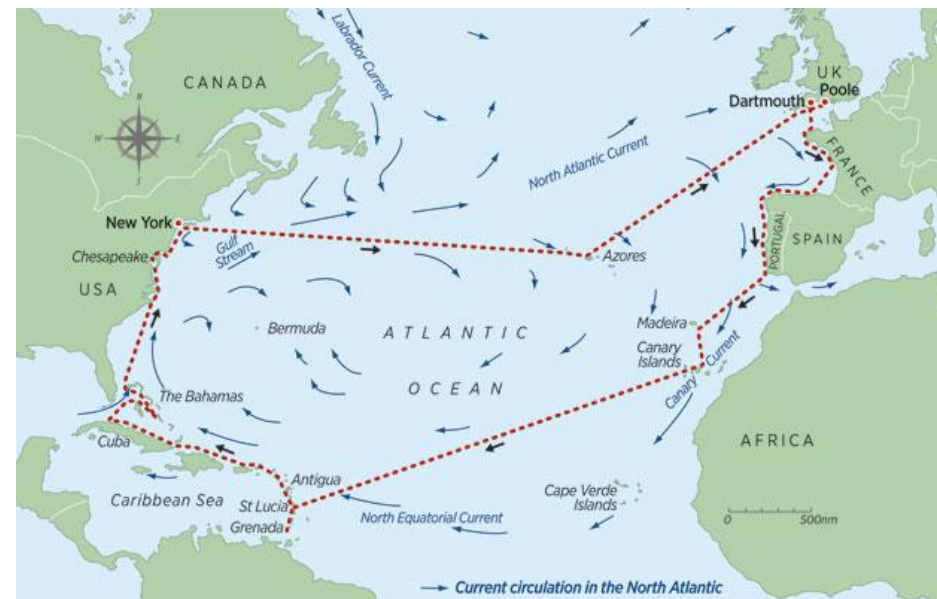 Labrador Current
CANADA
UK
Poole
Dartmouth
N
W
E
S
FRANCE
North Atlantic Current
New York
Gulf
Stream
Chesapeake
Azores
PORTUGAL
SPAIN
USA
Bermuda
ATLANTIC
OCEAN
Madeira
Canary
Islands
Canary Current
The Bahamas
Cuba
AFRICA
Antigua
Caribbean Sea
St Lucia
Grenada
Cape Verde
Islands
North Equatorial Current
0 500nm
Current circulation in the North Atlantic